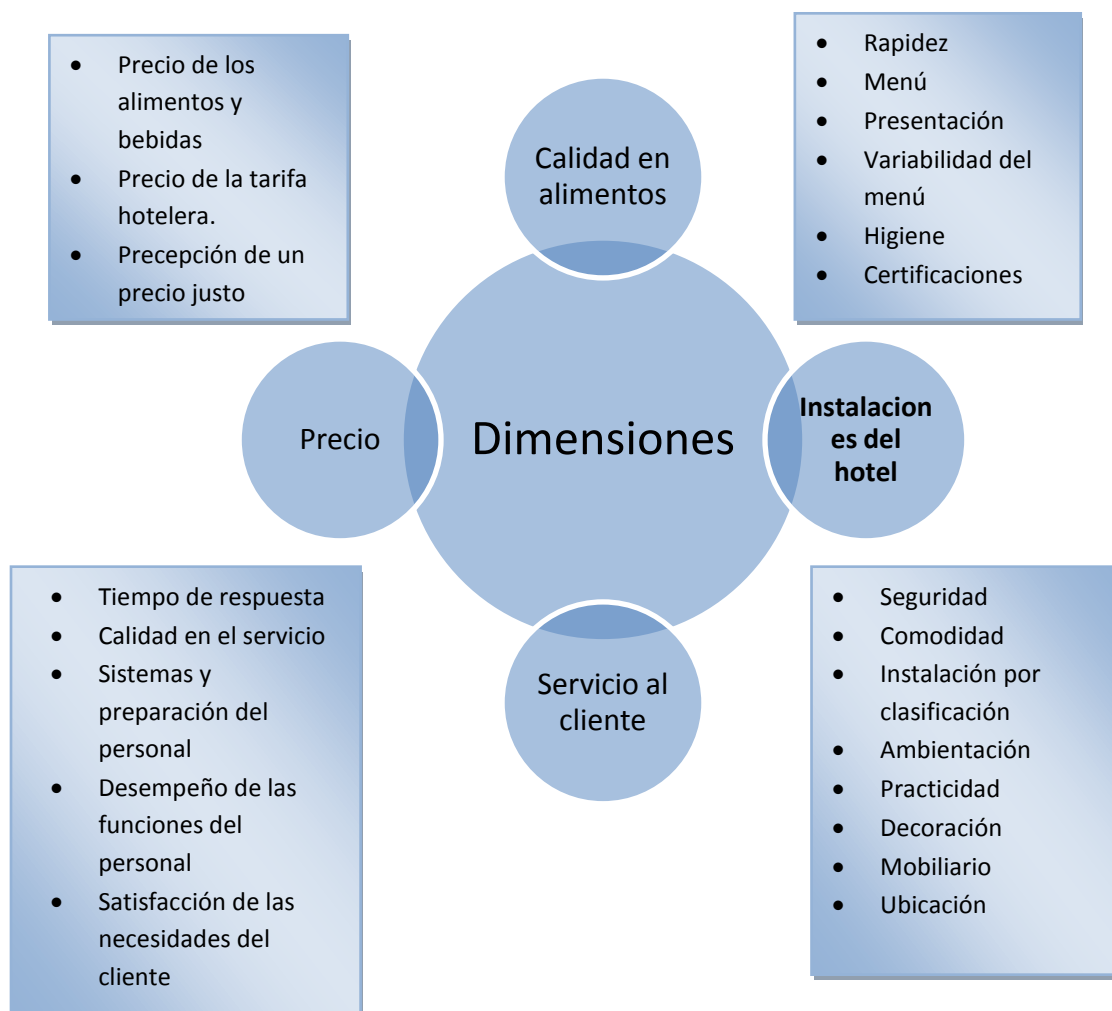 • Precio de los
alimentos y
bebidas
• Precio de la tarifa
hotelera.
• Precepción de un
precio justo
Calidad en
alimentos
• Rapidez
• Menú
• Presentación
• Variabilidad del
menú
• Higiene
• Certificaciones
Precio
Dimensiones
Instalacion
es del
hotel
• Tiempo de respuesta
• Calidad en el servicio
• Sistemas y
preparación del
personal
• Desempeño de las
funciones del
personal
• Satisfacción de las
necesidades del
cliente
Servicio al
cliente
• Seguridad
• Comodidad
• Instalación por
clasificación
• Ambientación
• Practicidad
• Decoración
• Mobiliario
• Ubicación